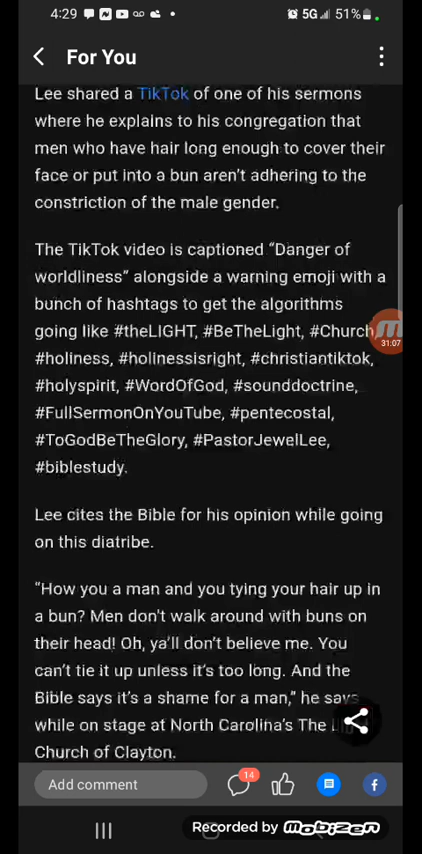 4:29
5G 51%
For You
Lee shared a TikTok of one of his sermons
where he explains to his congregation that
men who have hair long enough to cover their
face or put into a bun aren't adhering to the
constriction of the male gender.
The TikTok video is captioned “Danger of
worldliness” alongside a warning emoji with a
bunch of hashtags to get the algorithms
going like #theLIGHT, #BeTheLight, #Church,
#holiness, #holinessisright, #christiantiktok,
#holyspirit, #WordOfGod, #sounddoctrine,
#FullSermonOnYouTube, #pentecostal,
#ToGodBeTheGlory, #PastorJewelLee,
#biblestudy.
31:07
Lee cites the Bible for his opinion while going
on this diatribe.
“How you a man and you tying your hair up in
a bun? Men don't walk around with buns on
their head! Oh, ya'll don't believe me. You
can't tie it up unless it's too long. And the
Bible says it's a shame for a man,” he says
while on stage at North Carolina's The
Church of Clayton.
Add comment
14
Recorded by mobizen